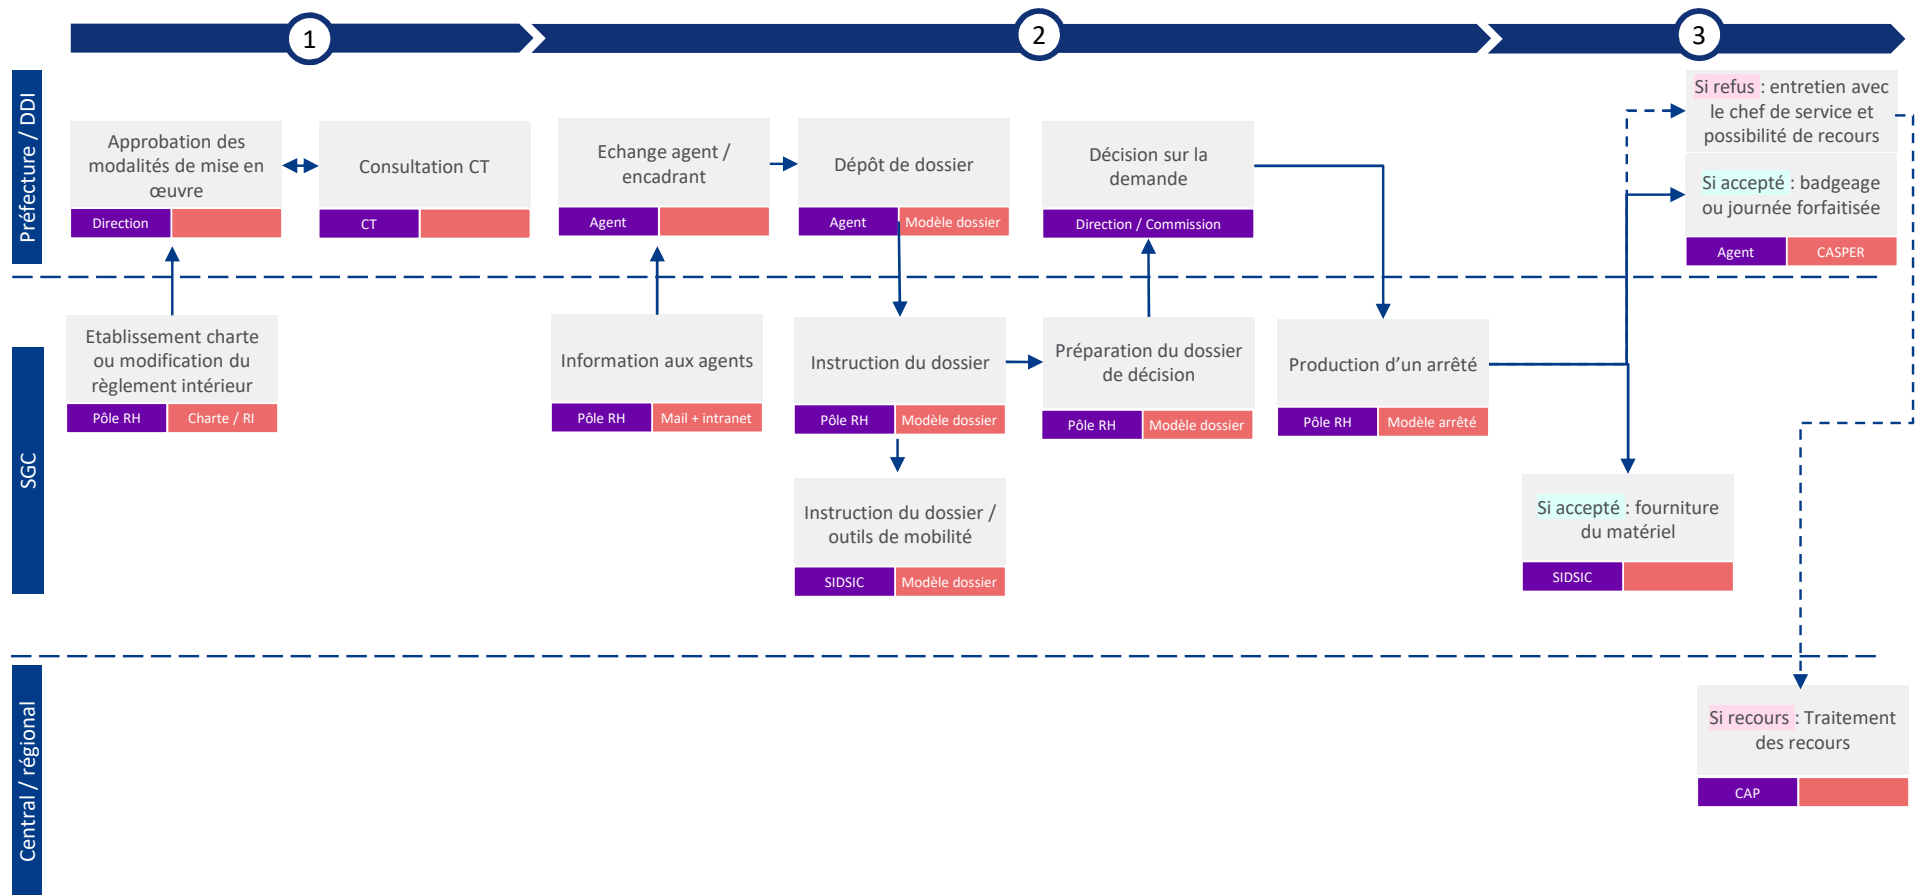 1
2
3
Préfecture / DDI
Approbation des
modalités de mise en
œuvre
Direction
Consultation CT
CT
Echange agent /
encadrant
Agent
Dépôt de dossier
Agent
Modèle dossier
Décision sur la
demande
Direction / Commission
Si refus : entretien avec
le chef de service et
possibilité de recours
Si accepté : badgeage
ou journée forfaitisée
Agent
CASPER
SGC
Etablissement charte
ou modification du
règlement intérieur
Pôle RH
Charte / RI
Information aux agents
Pôle RH
Mail + intranet
Instruction du dossier
Pôle RH
Modèle dossier
Préparation du dossier
de décision
Pôle RH
Modèle dossier
Production d’un arrêté
Pôle RH
Modèle arrêté
Instruction du dossier /
outils de mobilité
SIDSIC
Modèle dossier
Si accepté : fourniture
du matériel
SIDSIC
Central / régional
Si recours : Traitement
des recours
CAP